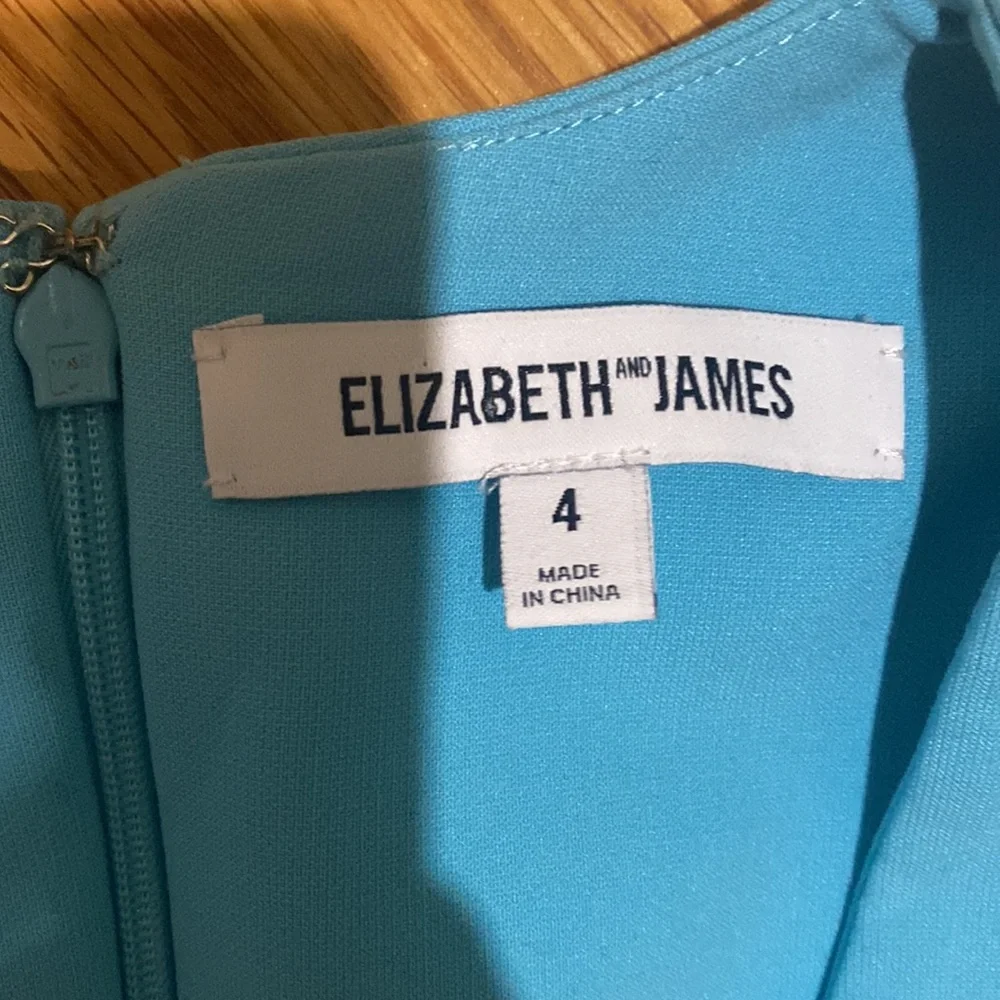 ELIZABETH AND JAMES
4
MADE
IN CHINA